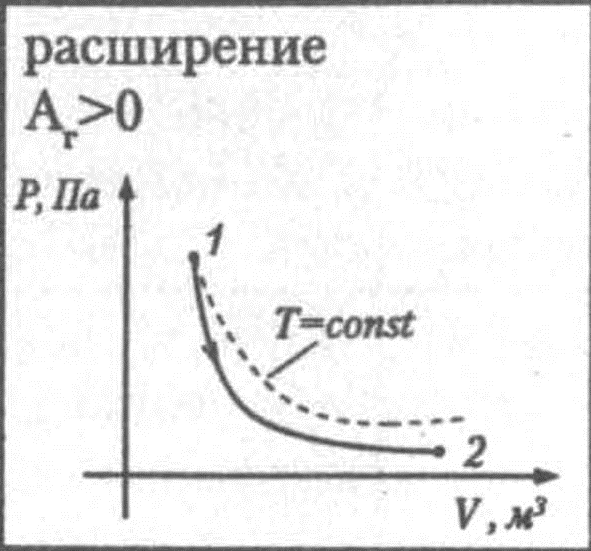 расширение
Aг>0
P, Па
1
T=const
2
V, м³